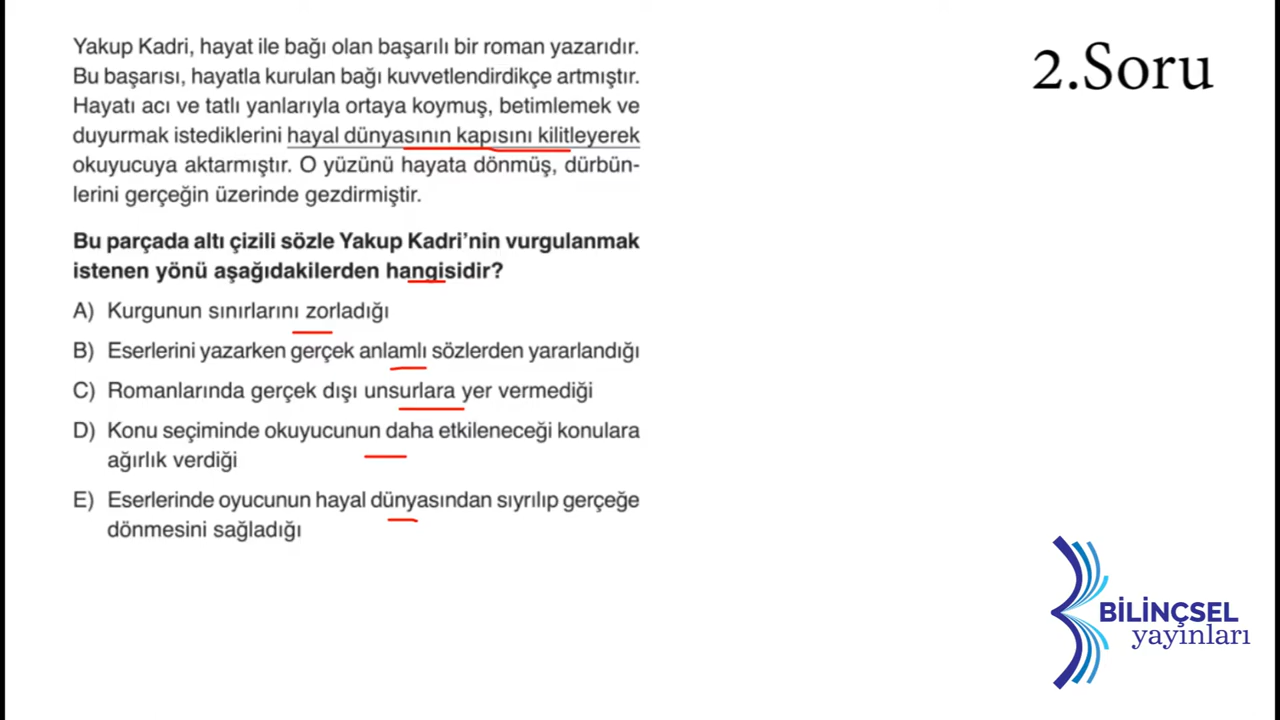 Yakup Kadri, hayat ile bağı olan başarılı bir roman yazarıdır.
Bu başarısı, hayatla kurulan bağı kuvvetlendirdikçe artmıştır.
Hayatı acı ve tatlı yanlarıyla ortaya koymuş, betimlemek ve
duyurmak istediklerini hayal dünyasının kapısını kilitleyerek
okuyucuya aktarmıştır. O yüzünü hayata dönmüş, dürbün-
lerini gerçeğin üzerinde gezdirmiştir.
Bu parçada altı çizili sözle Yakup Kadri’nin vurgulanmak
istenen yönü aşağıdakilerden hangisidir?
A) Kurgunun sınırlarını zorladığı
B) Eserlerini yazarken gerçek anlamlı sözlerden yararlandığı
C) Romanlarında gerçek dışı unsurlara yer vermediği
D) Konu seçiminde okuyucunun daha etkileneceği konulara
ağırlık verdiği
E) Eserlerinde oyucunun hayal dünyasından sıyrılıp gerçeğe
dönmesini sağladığı
2.Soru
BİLİNÇSEL
yayınları